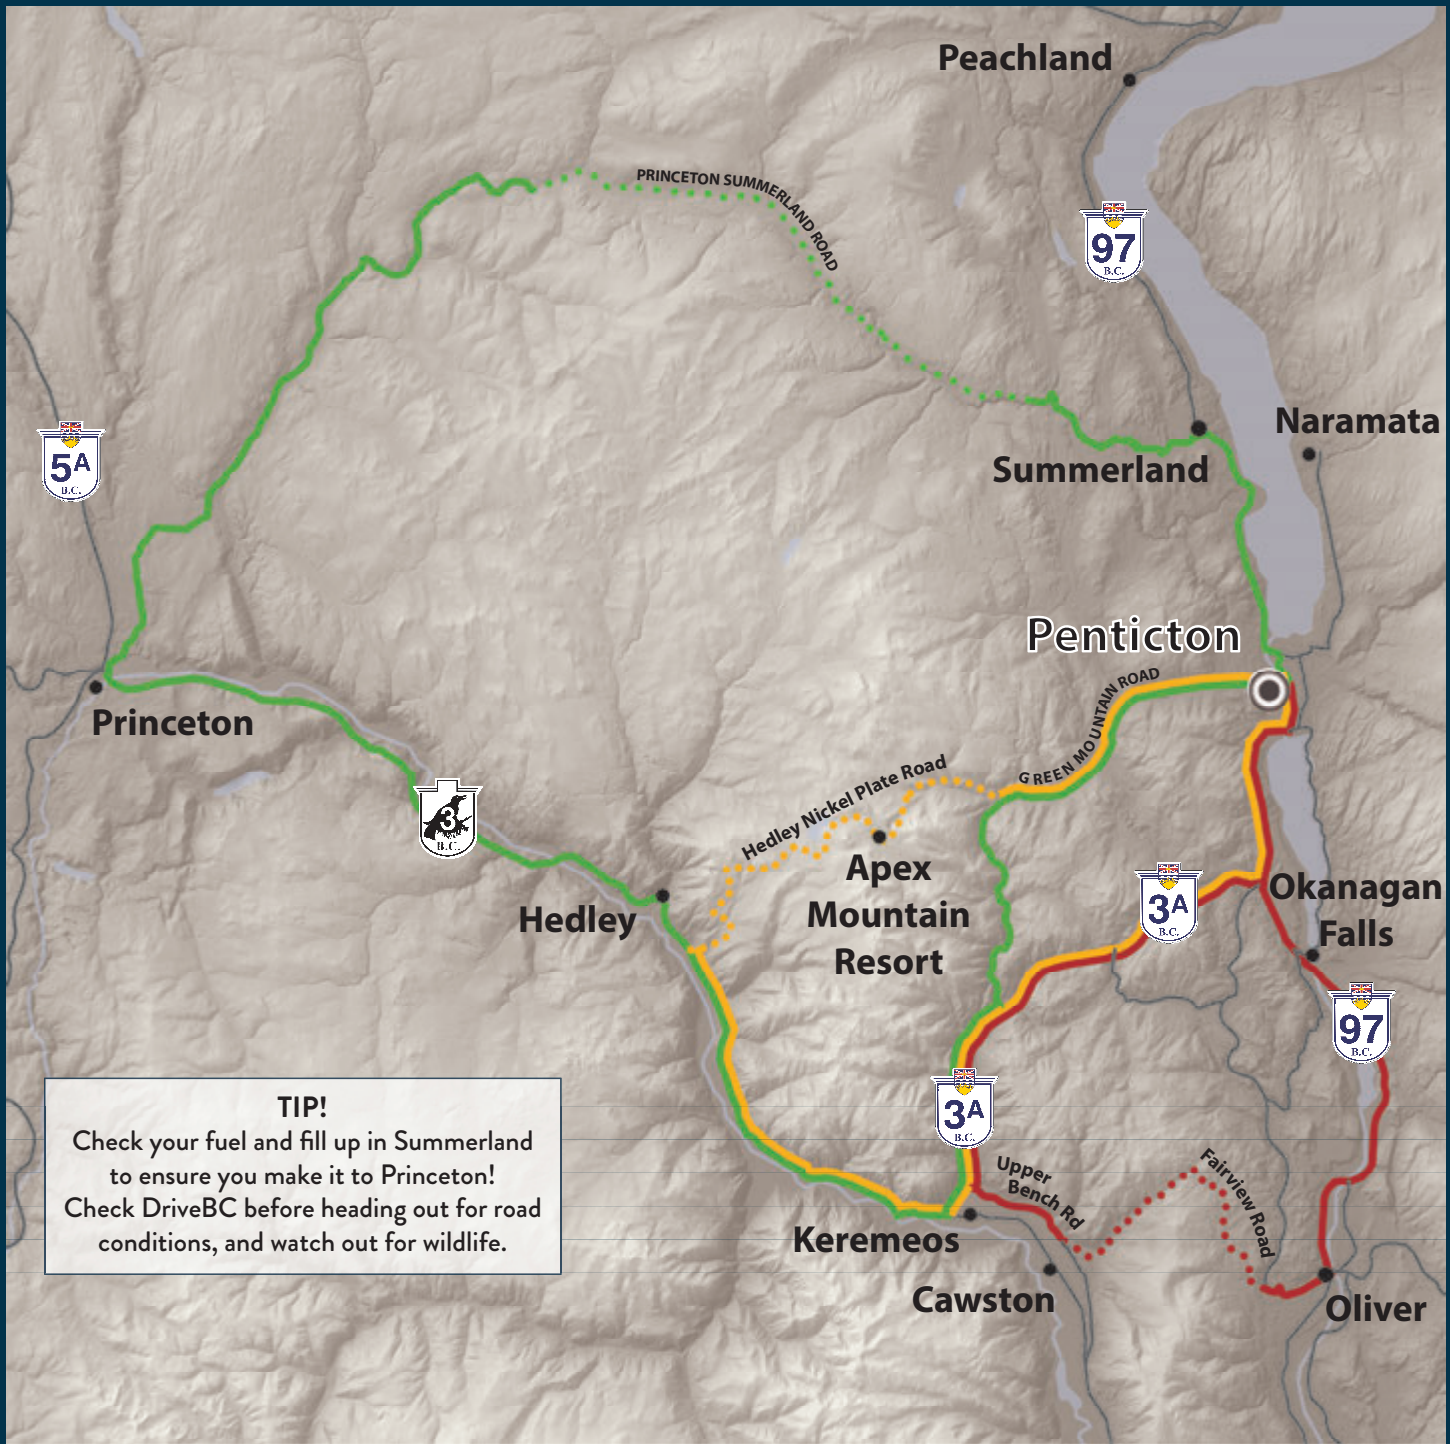 Peachland
PRINCETON SUMMERLAND ROAD
97
B.C.
Naramata
5A
B.C.
Summerland
Penticton
GREEN MOUNTAIN ROAD
Princeton
Hedley Nickel Plate Road
3
B.C.
Apex
Mountain
Resort
Hedley
3A
B.C.
Okanagan
Falls
97
B.C.
3A
B.C.
TIP!
Check your fuel and fill up in Summerland
to ensure you make it to Princeton!
Check DriveBC before heading out for road
conditions, and watch out for wildlife.
Upper
Bench Rd
Fairview Road
Keremeos
Cawston
Oliver